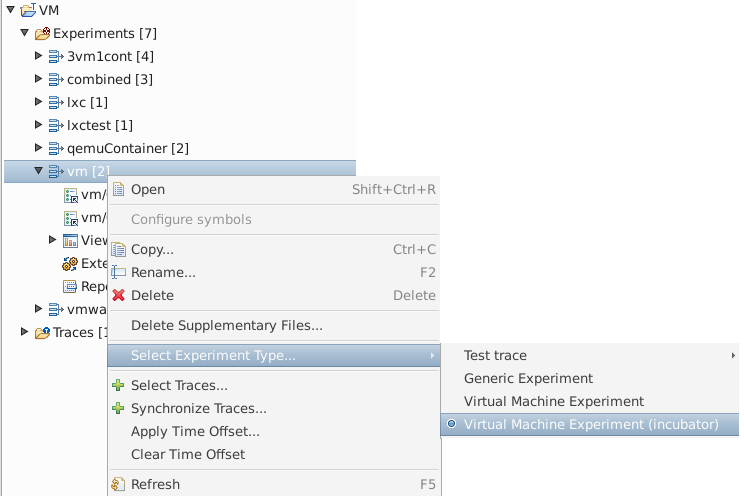 VM
Experiments [7]
3vm1cont [4]
combined [3]
lxc [1]
lxctest [1]
qemuContainer [2]
vm [2]
vm/
vm/
View
Exte
Repo
vmwa
Traces [1
Open Shift+Ctrl+R
Configure symbols
Copy... Ctrl+C
Rename... F2
Delete Delete
Delete Supplementary Files...
Select Experiment Type...
Select Traces...
Synchronize Traces...
Apply Time Offset...
Clear Time Offset
Refresh F5
Test trace
Generic Experiment
Virtual Machine Experiment
Virtual Machine Experiment (incubator)